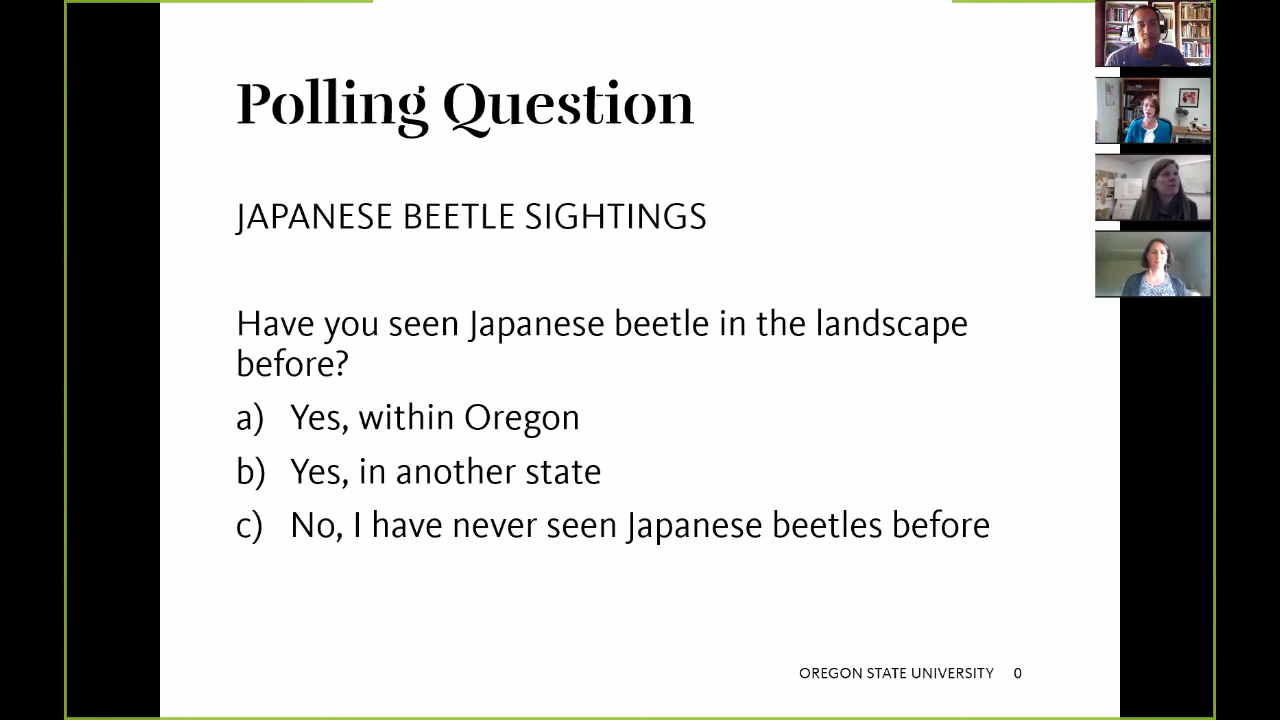 Polling Question
JAPANESE BEETLE SIGHTINGS
Have you seen Japanese beetle in the landscape
before?
a) Yes, within Oregon
b) Yes, in another state
c) No, I have never seen Japanese beetles before
OREGON STATE UNIVERSITY 0